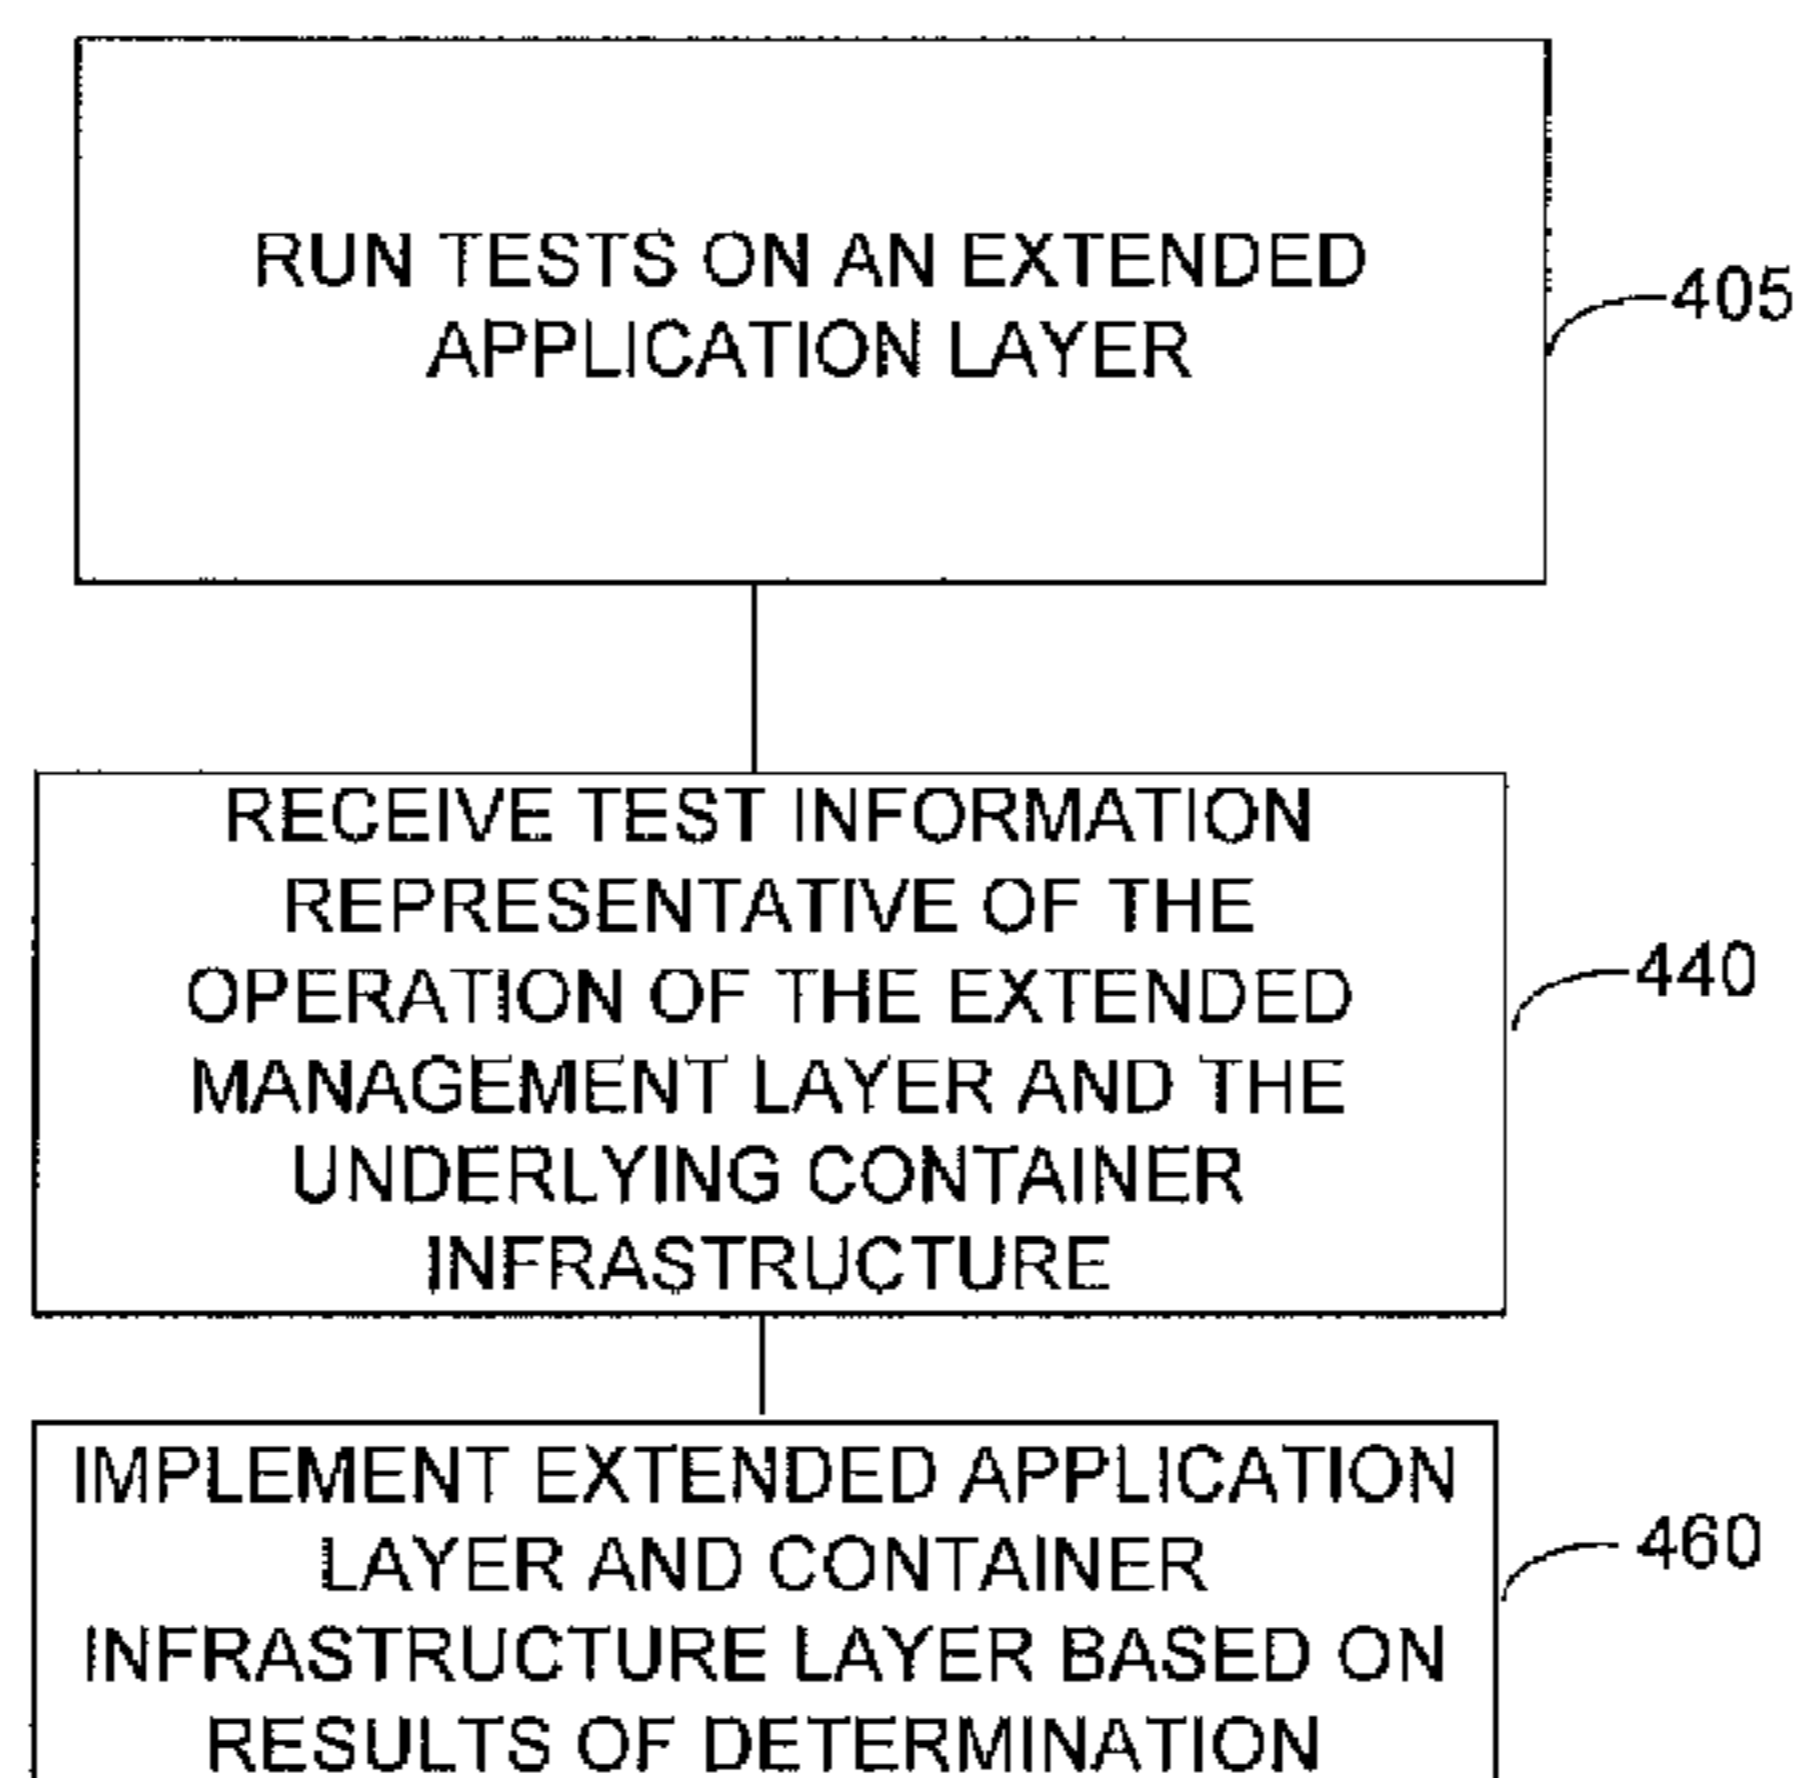 RUN TESTS ON AN EXTENDED
APPLICATION LAYER
405
RECEIVE TEST INFORMATION
REPRESENTATIVE OF THE
OPERATION OF THE EXTENDED
MANAGEMENT LAYER AND THE
UNDERLYING CONTAINER
INFRASTRUCTURE
440
IMPLEMENT EXTENDED APPLICATION
LAYER AND CONTAINER
INFRASTRUCTURE LAYER BASED ON
RESULTS OF DETERMINATION
460